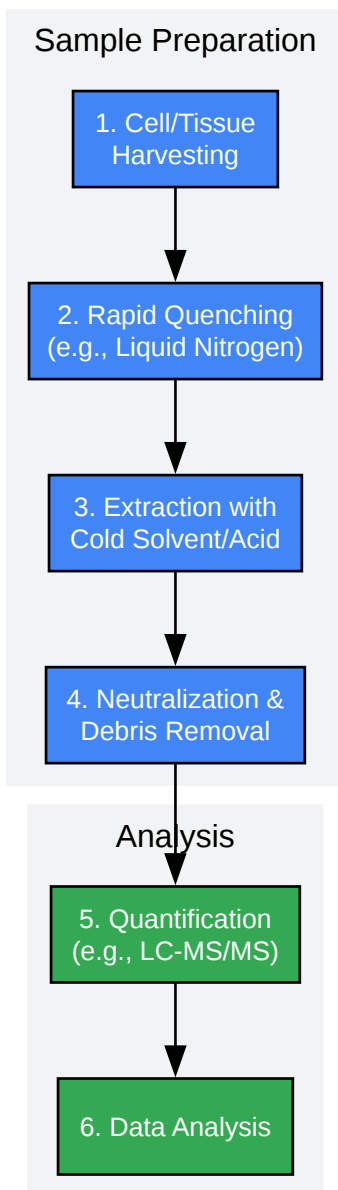 Sample Preparation
1. Cell/Tissue
Harvesting
2. Rapid Quenching
(e.g., Liquid Nitrogen)
3. Extraction with
Cold Solvent/Acid
4. Neutralization &
Debris Removal
Analysis
5. Quantification
(e.g., LC-MS/MS)
6. Data Analysis